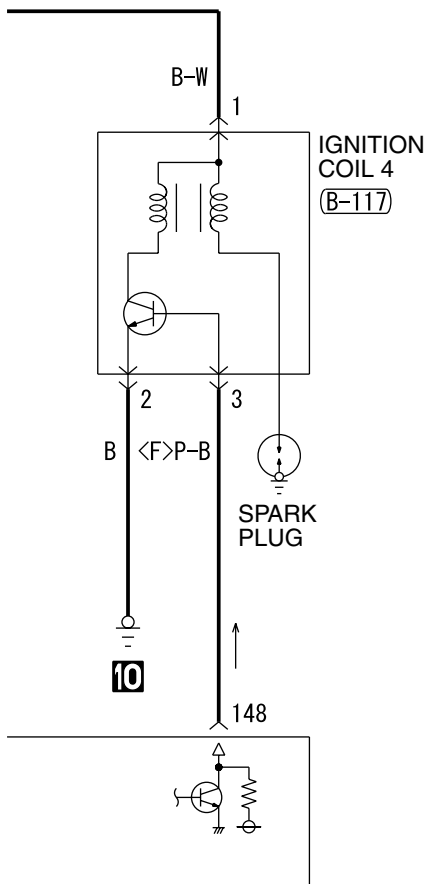 B-W
1
IGNITION
COIL 4
(B-117)
2
3
B
<F>P-B
SPARK
PLUG
10
148